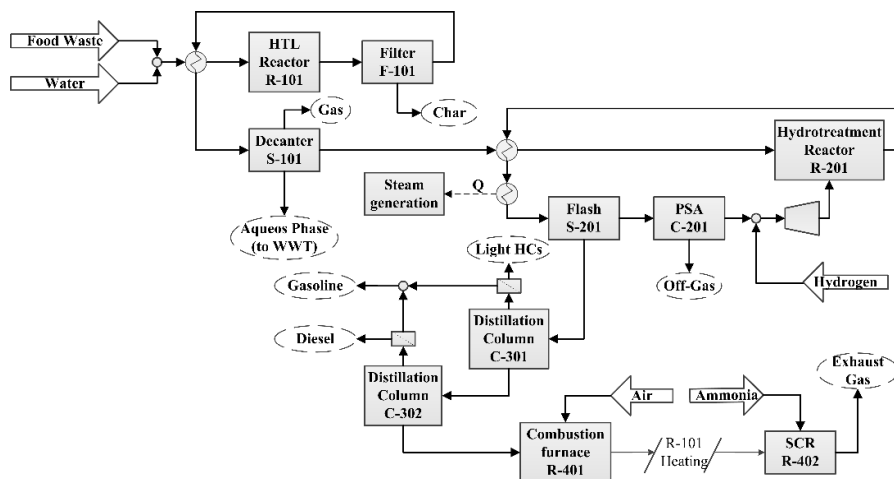 Food Waste
Water
HTL
Reactor
R-101
Filter
F-101
Gas
Char
Decanter
S-101
Hydrotreatment
Reactor
R-201
Steam
generation
Q
Aqueos Phase
(to WWT)
Flash
S-201
PSA
C-201
Light HCs
Gasoline
Off-Gas
Hydrogen
Diesel
Distillation
Column
C-301
Distillation
Column
C-302
Exhaust
Gas
Air
Ammonia
Combustion
furnace
R-401
R-101
Heating
SCR
R-402